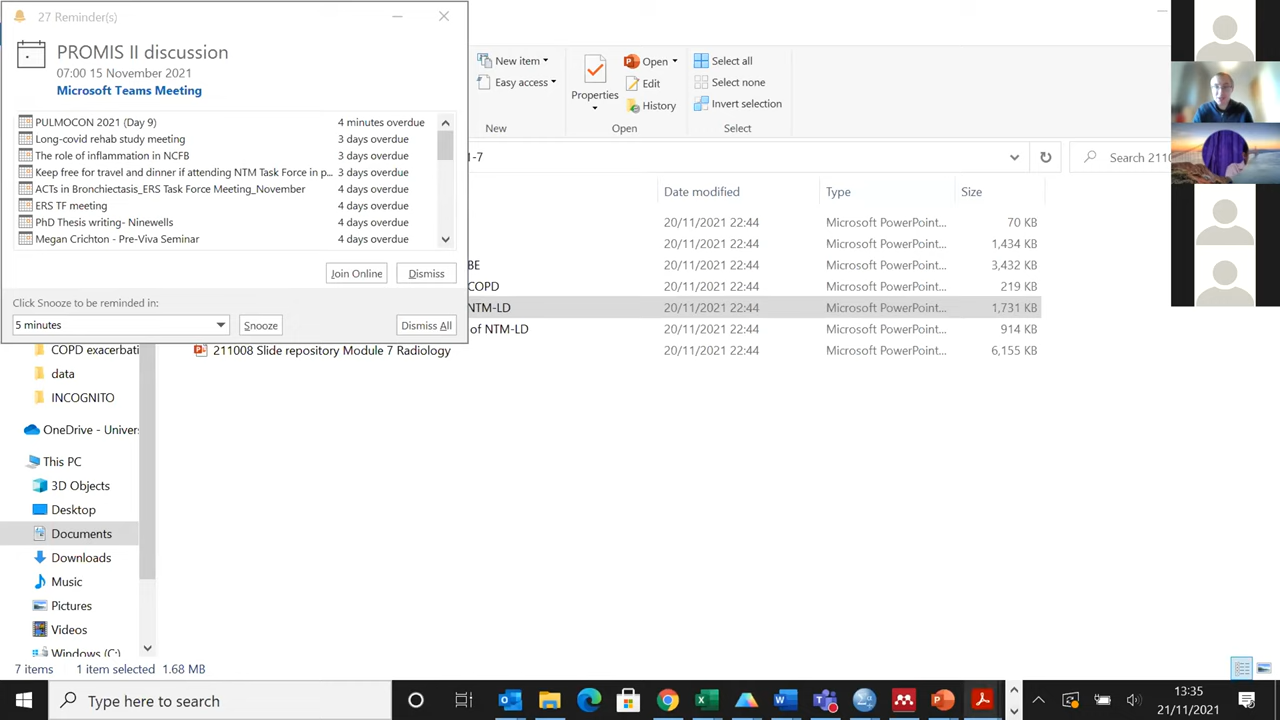 27 Reminder(s)
PROMIS II discussion
07:00 15 November 2021
Microsoft Teams Meeting
PULMOCON 2021 (Day 9) 4 minutes overdue
Long-covid rehab study meeting 3 days overdue
The role of inflammation in NCFB 3 days overdue
Keep free for travel and dinner if attending NTM Task Force in p... 3 days overdue
ACTs in Bronchiectasis_ERS Task Force Meeting_November 4 days overdue
ERS TF meeting 4 days overdue
PhD Thesis writing- Ninewells 4 days overdue
Megan Crichton - Pre-Viva Seminar 4 days overdue
Join Online Dismiss
Click Snooze to be reminded in:
5 minutes Snooze Dismiss All
New item
Easy access
New
Properties
Open
Edit
History
Open
Select all
Select none
Invert selection
Select
1-7
Search 211
Date modified Type Size
20/11/2021 22:44 Microsoft PowerPoint... 70 KB
20/11/2021 22:44 Microsoft PowerPoint... 1,434 KB
BE 20/11/2021 22:44 Microsoft PowerPoint... 3,432 KB
COPD 20/11/2021 22:44 Microsoft PowerPoint... 219 KB
NTM-LD 20/11/2021 22:44 Microsoft PowerPoint... 1,731 KB
of NTM-LD 20/11/2021 22:44 Microsoft PowerPoint... 914 KB
211008 Slide repository Module 7 Radiology 20/11/2021 22:44 Microsoft PowerPoint... 6,155 KB
COPD exacerbati
data
INCOGNITO
OneDrive - Univer
This PC
3D Objects
Desktop
Documents
Downloads
Music
Pictures
Videos
Windows (C:)
7 items 1 item selected 1.68 MB
Type here to search
13:35
21/11/2021